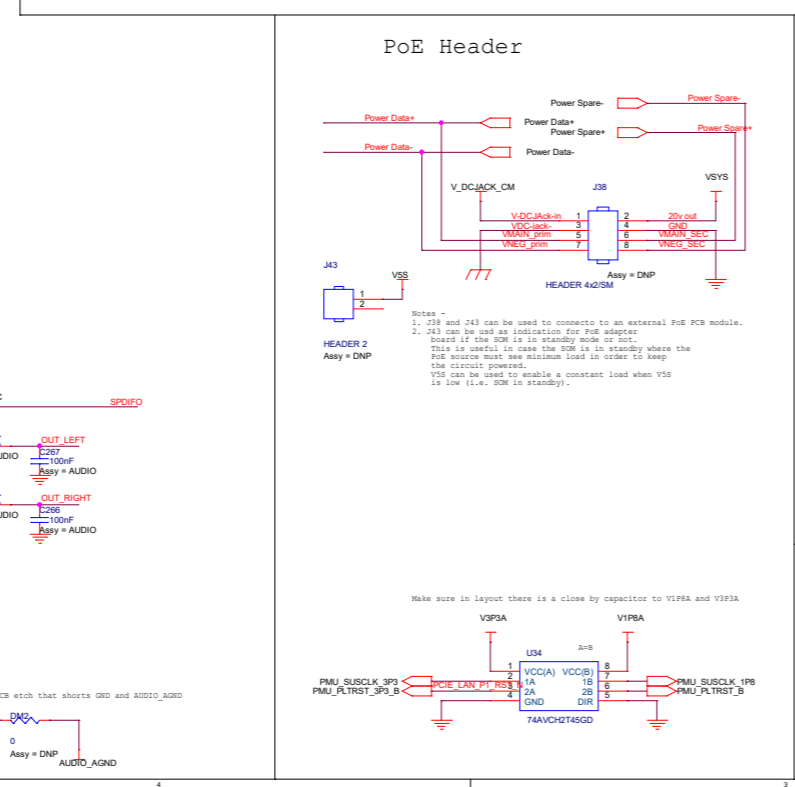 PoE Header
Power Spare-
Power Spare-
Power Data+
Power Data+
Power Spare+
Power Spare+
Power Data-
Power Data-
V_DCJACK_CM
J38
VSYS
V-DCJAck-in
1
2
20v out
VDC-jack-
3
4
GND
VMAIN_prim
5
6
VMAIN_SEC
VNEG_prim
7
8
VNEG_SEC
J43
V5S
Assy = DNP
HEADER 4x2/SM
1
2
HEADER 2
Assy = DNP
Notes -
1. J38 and J43 can be used to connecto to an external PoE PCB module.
2. J43 can be usd as indication for PoE adapter
board if the SOM is in standby mode or not.
This is useful in case the SOM is in standby where the
PoE source must see minimum load in order to keep
the circuit powered.
V5S can be used to enable a constant load when V5S
is low (i.e. SOM in standby).
SPDIFO
OUT_LEFT
C267
100nF
Assy = AUDIO
UDIO
OUT_RIGHT
C266
100nF
Assy = AUDIO
UDIO
Make sure in layout there is a close by capacitor to V1P8A and V3P3A
V3P3A
V1P8A
U34
A=B
1
VCC(A)
VCC(B)
8
PMU_SUSCLK_3P3
2
1A
1B
7
PMU_SUSCLK_1P8
PMU_PLTRST_3P3_B
PCIE_LAN_P1_RST_N
3
2A
2B
6
PMU_PLTRST_B
4
GND
DIR
5
74AVCH2T45GD
CB etch that shorts GND and AUDIO_AGND
DM2
0
Assy = DNP
AUDIO_AGND
4
3